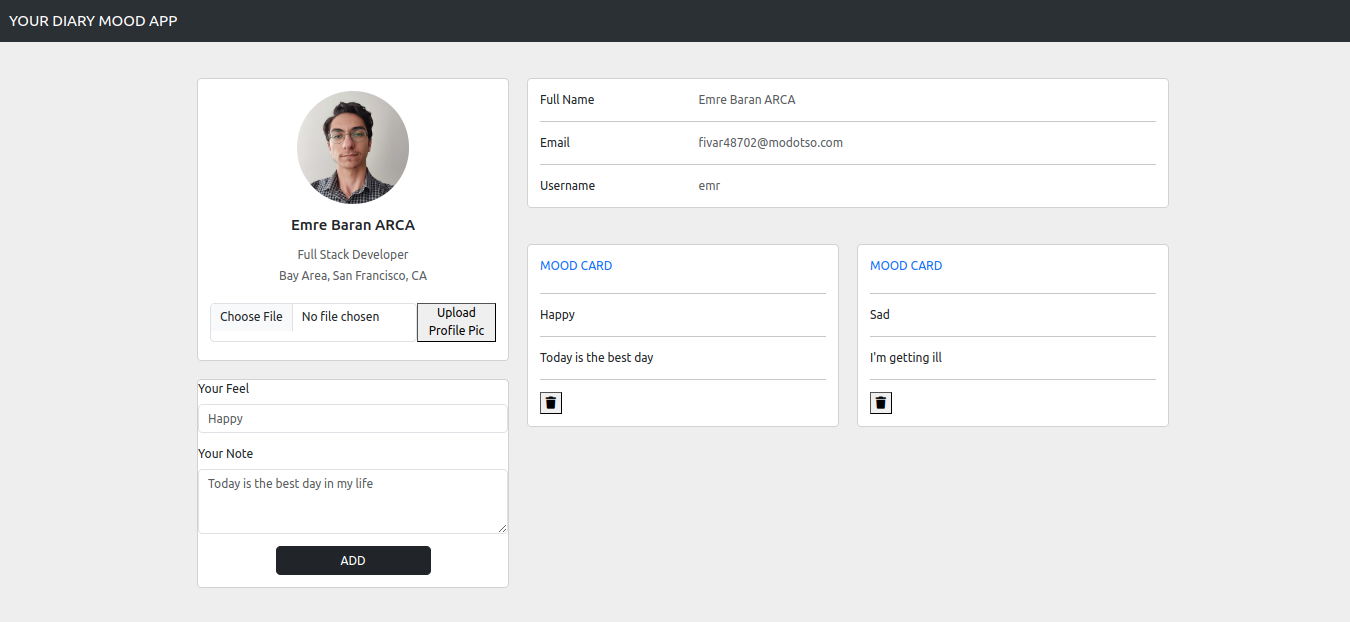 YOUR DIARY MOOD APP
Emre Baran ARCA
Full Stack Developer
Bay Area, San Francisco, CA
Choose File No file chosen
Upload
Profile Pic
Your Feel
Happy
Your Note
Today is the best day in my life
ADD
Full Name Emre Baran ARCA
Email fivar48702@modotso.com
Username emr
MOOD CARD
Happy
Today is the best day
MOOD CARD
Sad
I'm getting ill